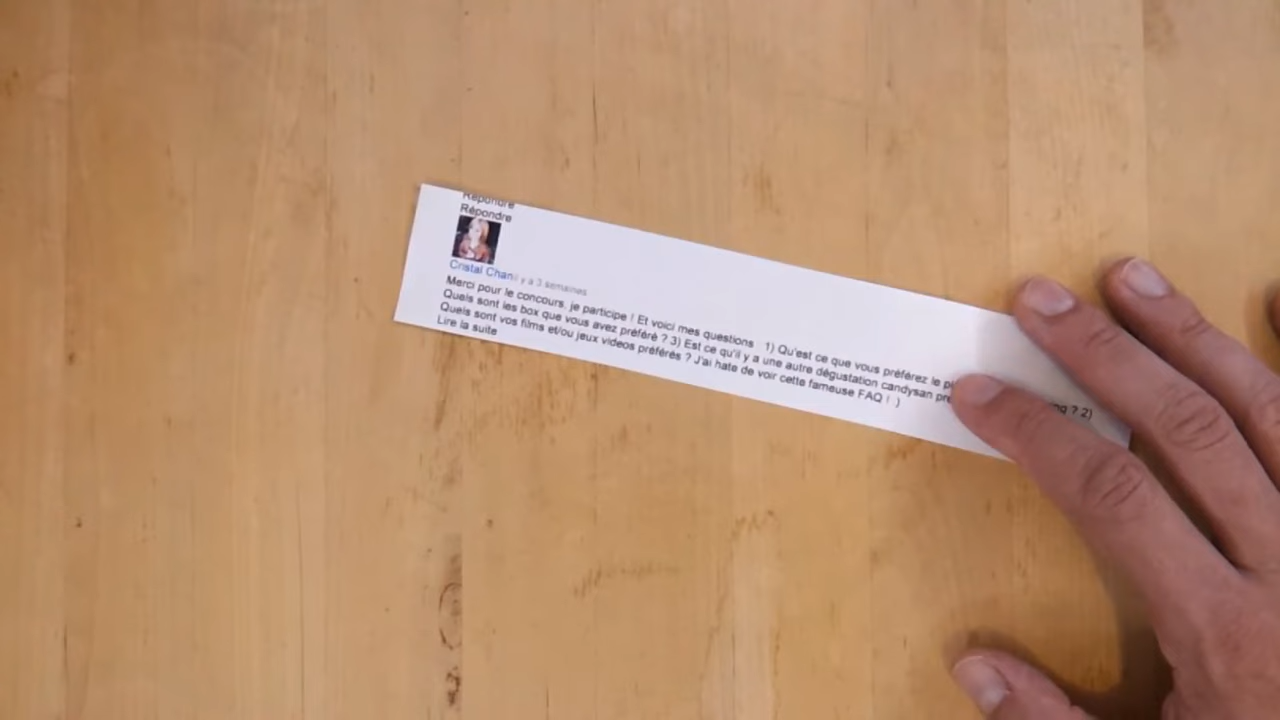 Répondre
Répondre
Cristal Chan il y a 3 semaines
Merci pour le concours, je participe ! Et voici mes questions : 1) Qu'est ce que vous préférez le ? 2)
Quels sont les box que vous avez préféré ? 3) Est ce qu'il y a une autre dégustation candysan
Quels sont vos films et/ou jeux videos préférés ? J'ai hate de voir cette fameuse FAQ ! )
Lire la suite